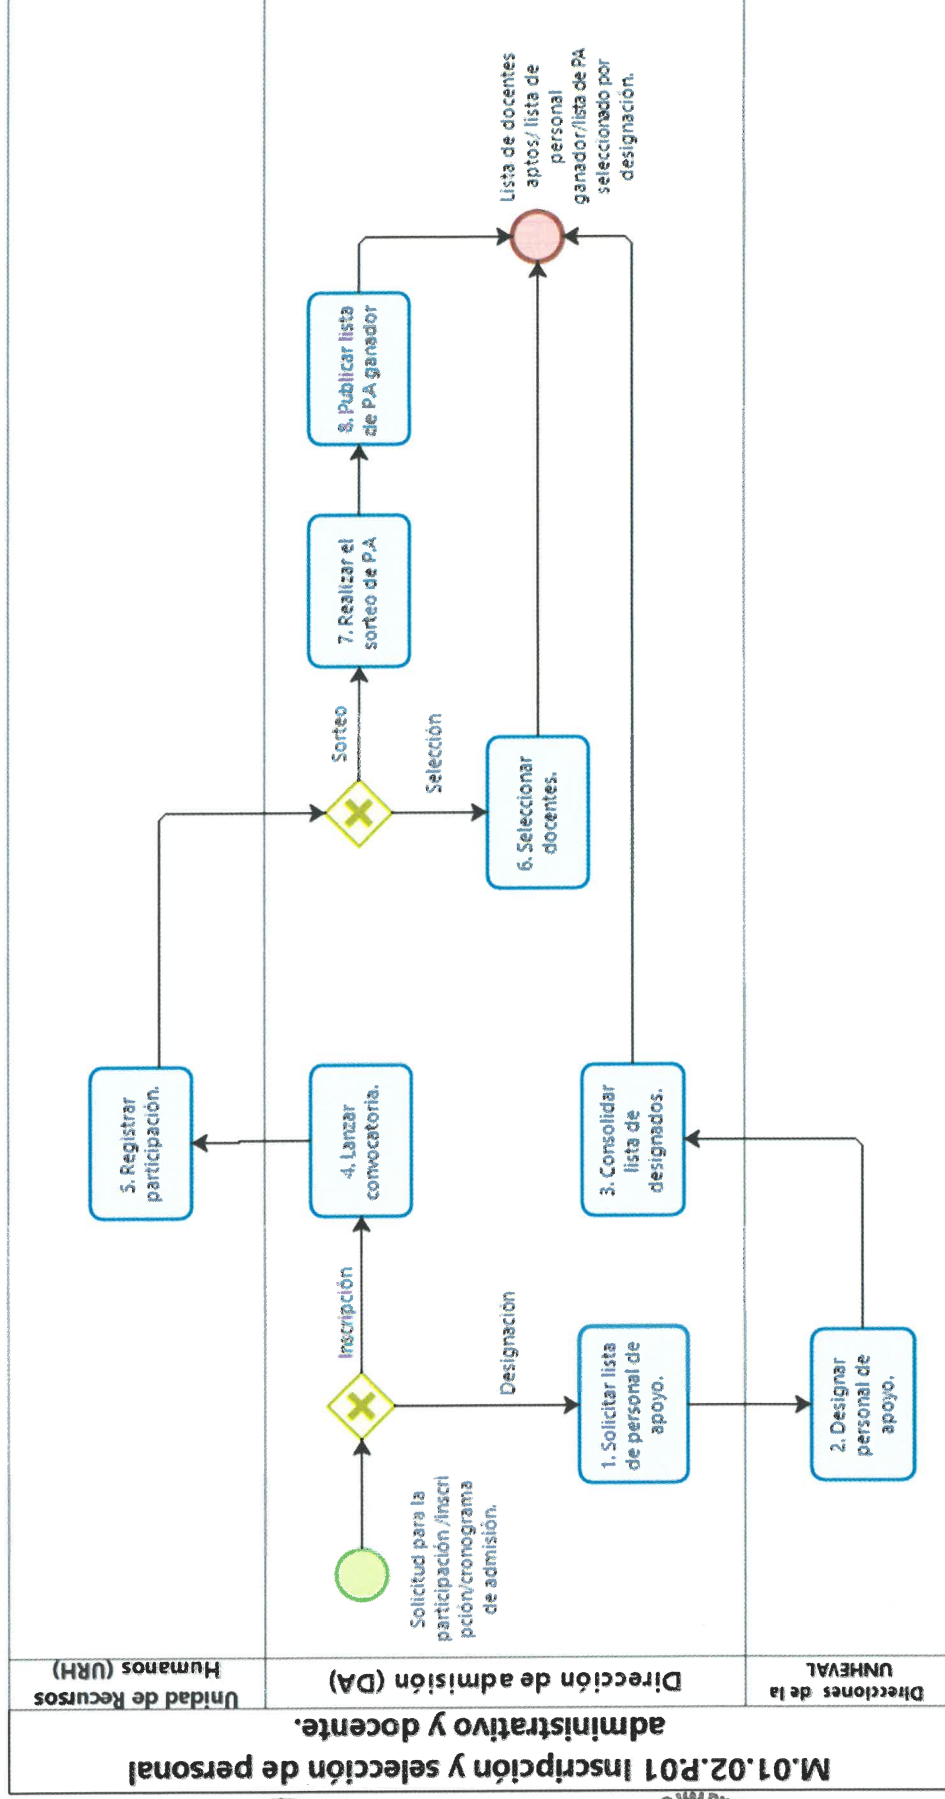 M.01.02.P.01 Inscripción y selección de personal
administrativo y docente.
Unidad de Recursos
Humanos (URH)
Dirección de admisión (DA)
Direcciones de la
UNHEVAL
Solicitud para la
participación/inscri
pción/cronograma
de admisión.
Inscripción
Designación
1. Solicitar lista
de personal de
apoyo.
2. Designar
personal de
apoyo.
3. Consolidar
lista de
designados.
4. Lanzar
convocatoria.
5. Registrar
participación.
Sorteo
Selección
6. Seleccionar
docentes.
7. Realizar el
sorteo de P.A
8. Publicar lista
de P.A ganador
Lista de docentes
aptos/ lista de
personal
ganador/lista de PA
seleccionado por
designación.